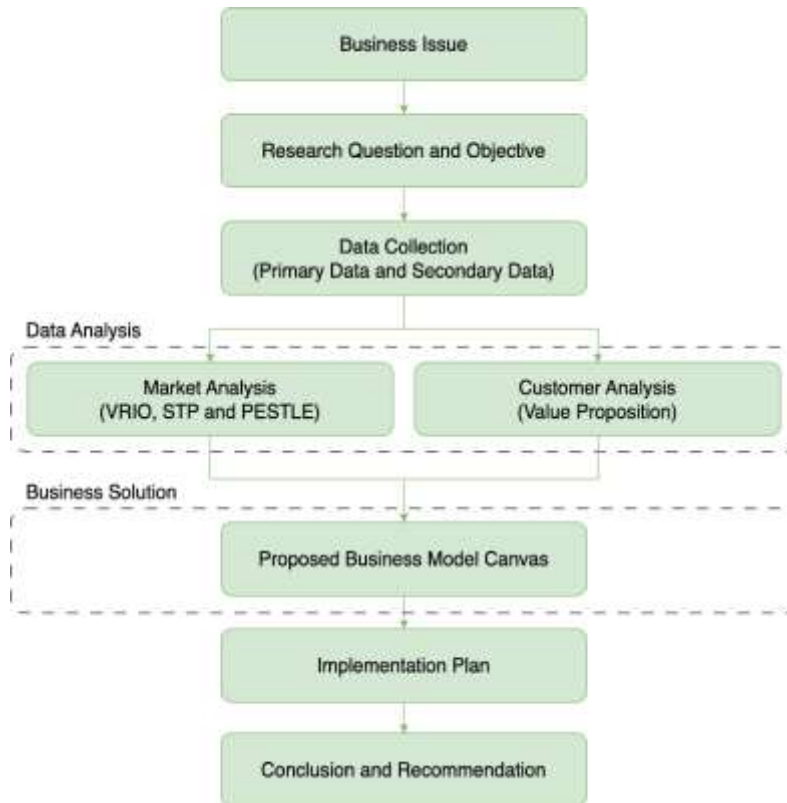 Business Issue
Research Question and Objective
Data Collection
(Primary Data and Secondary Data)
Data Analysis
Market Analysis
(VRIO, STP and PESTLE)
Customer Analysis
(Value Proposition)
Business Solution
Proposed Business Model Canvas
Implementation Plan
Conclusion and Recommendation